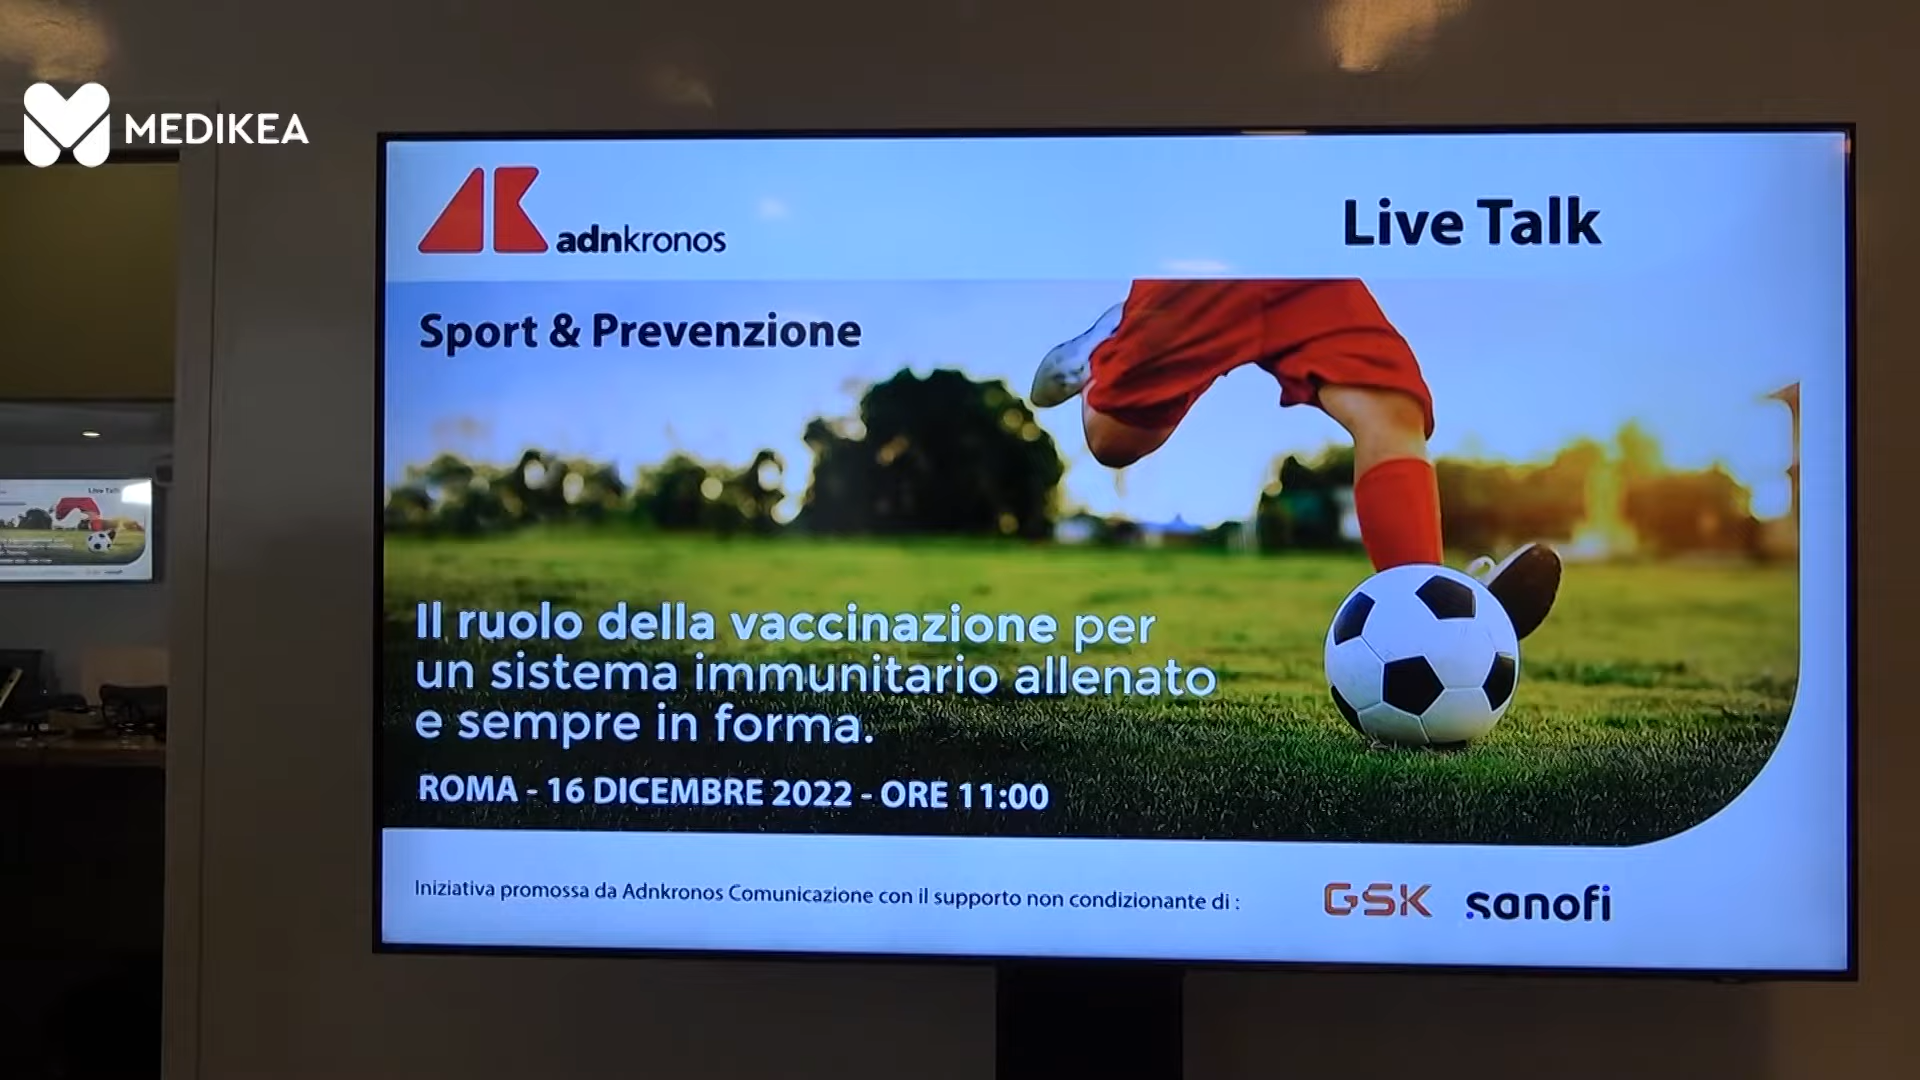 MEDIKEA
adnkronos
Live Talk
Sport & Prevenzione
Il ruolo della vaccinazione per
un sistema immunitario allenato
e sempre in forma.
ROMA - 16 DICEMBRE 2022 - ORE 11:00
Iniziativa promossa da Adnkronos Comunicazione con il supporto non condizionante di :
GSK
sanofi
Live Talk